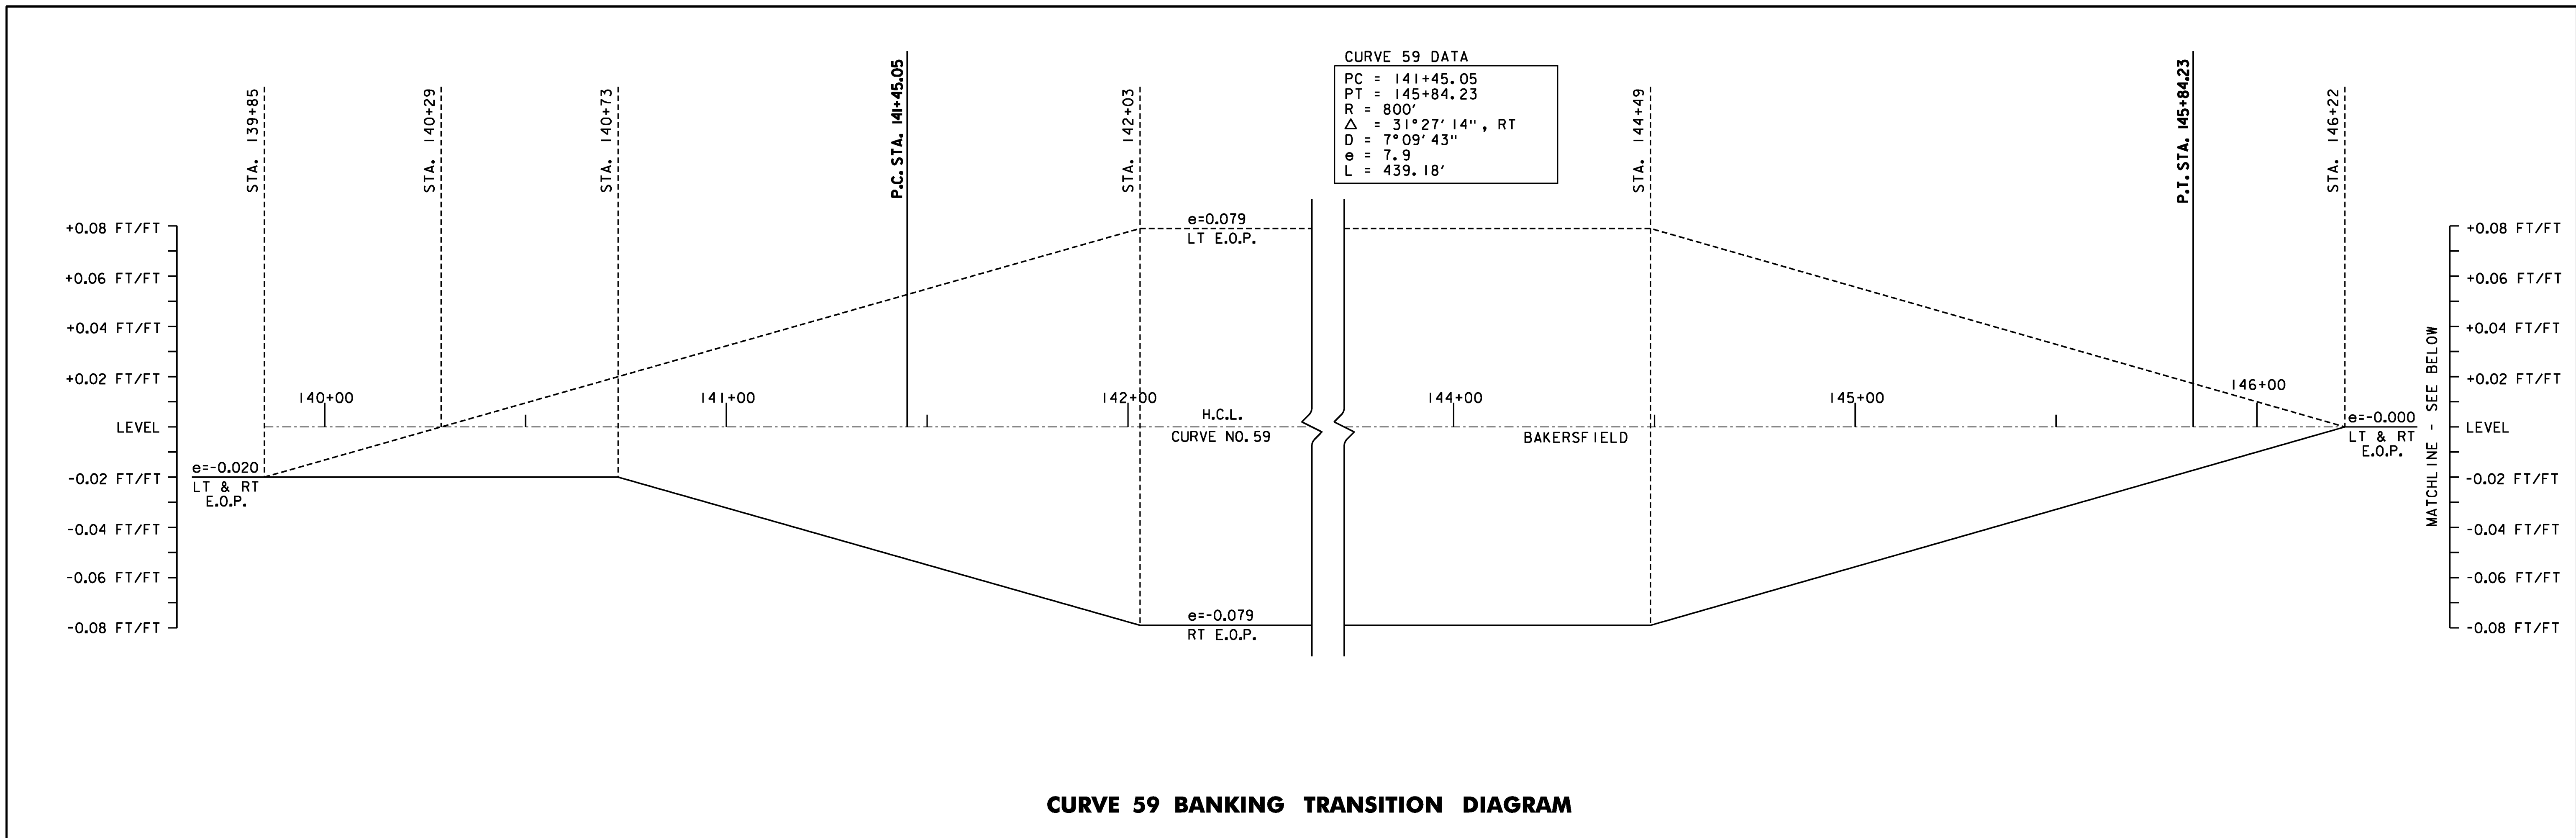 CURVE 59 DATA
PC = 141+45.05
PT = 145+84.23
R = 800'
△ = 31°27'14", RT
D = 7°09'43"
e = 7.9
L = 439.18'
STA. 139+85
STA. 140+29
STA. 140+73
P.C. STA. 141+45.05
STA. 142+03
STA. 144+49
P.T. STA. 145+84.23
STA. 146+22
+0.08 FT/FT
+0.06 FT/FT
+0.04 FT/FT
+0.02 FT/FT
LEVEL
-0.02 FT/FT
-0.04 FT/FT
-0.06 FT/FT
-0.08 FT/FT
e=-0.020
LT & RT
E.O.P.
140+00
141+00
142+00
e=0.079
LT E.O.P.
H.C.L.
CURVE NO. 59
e=-0.079
RT E.O.P.
144+00
BAKERSFIELD
145+00
146+00
e=-0.000
LT & RT
E.O.P.
MATCHLINE - SEE BELOW
+0.08 FT/FT
+0.06 FT/FT
+0.04 FT/FT
+0.02 FT/FT
LEVEL
-0.02 FT/FT
-0.04 FT/FT
-0.06 FT/FT
-0.08 FT/FT
CURVE 59 BANKING TRANSITION DIAGRAM